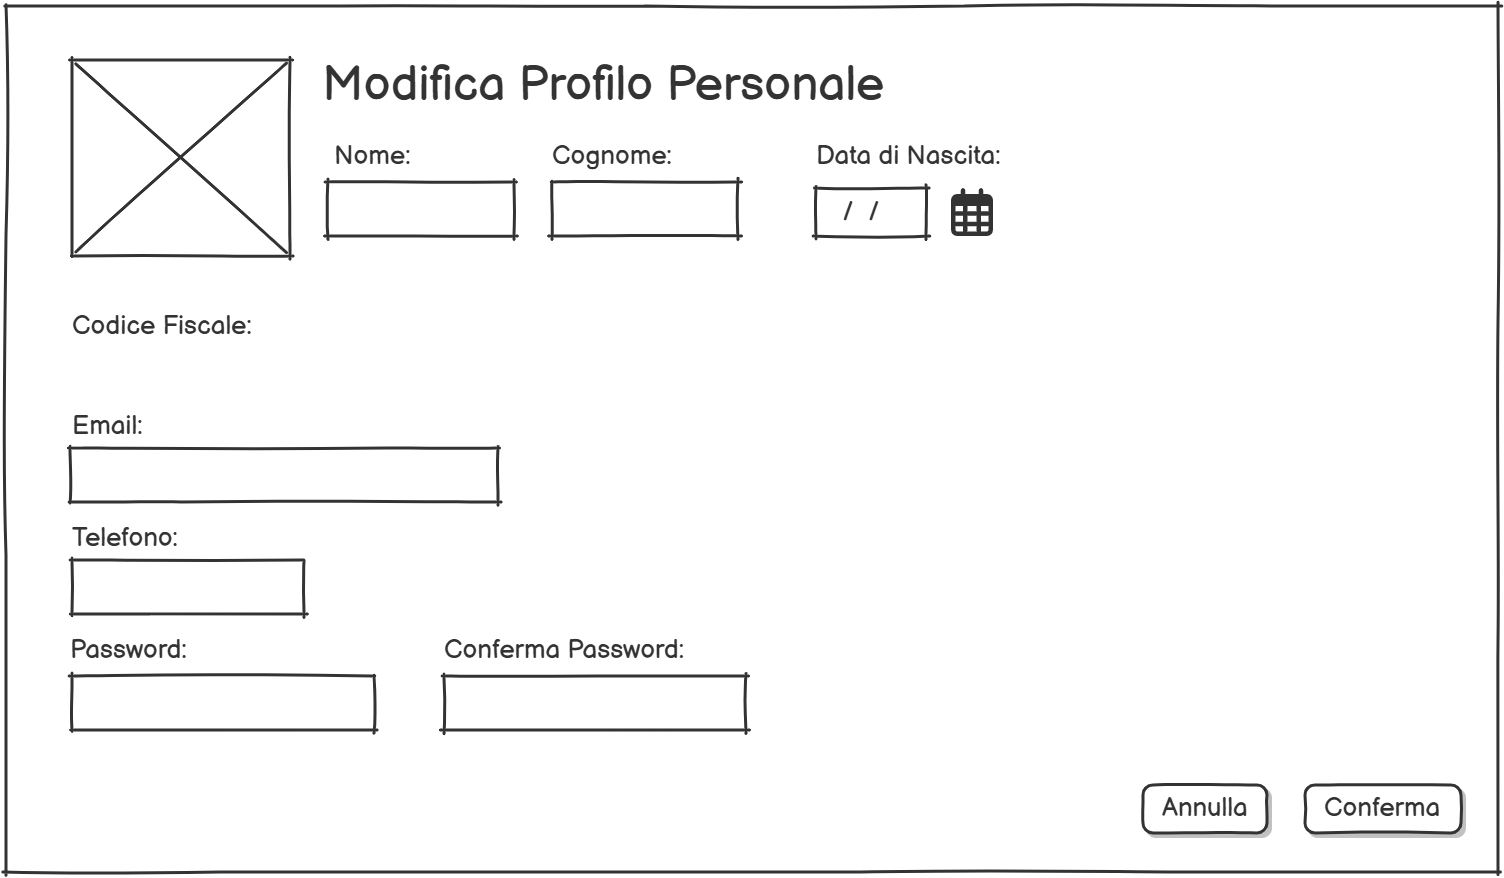 Modifica Profilo Personale
Nome: Cognome: Data di Nascita:
/ /
Codice Fiscale:
Email:
Telefono:
Password: Conferma Password:
Annulla Conferma